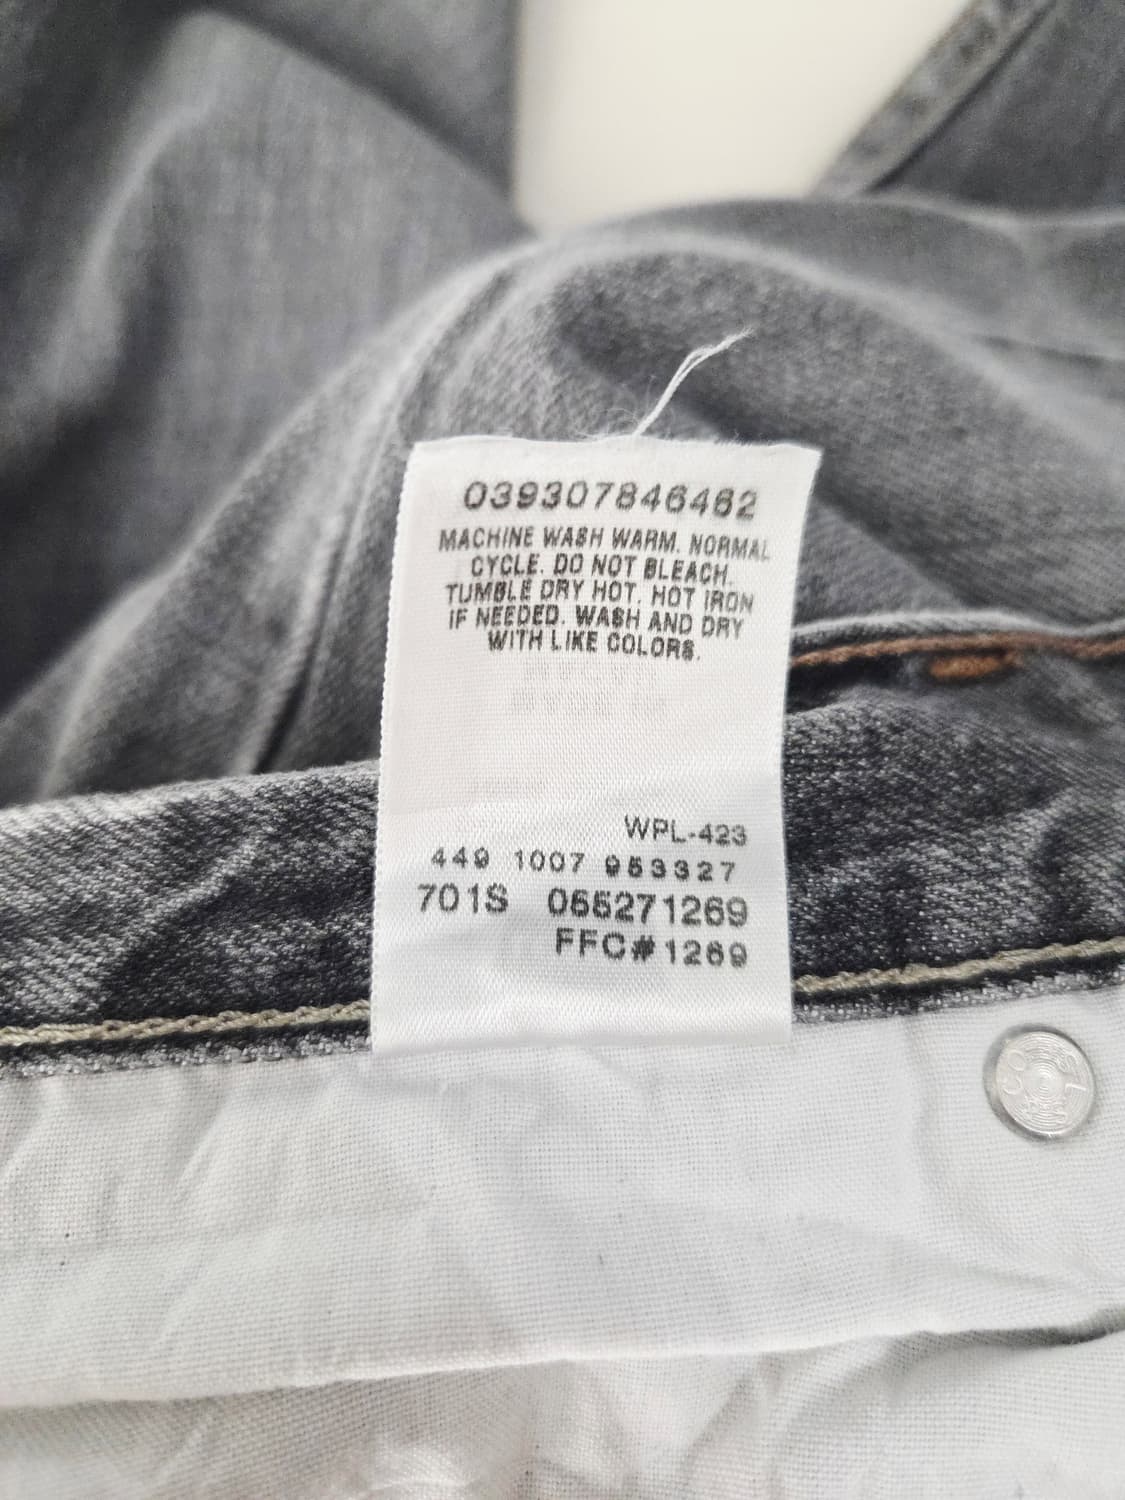 039307846462
MACHINE WASH WARM. NORMAL
CYCLE. DO NOT BLEACH.
TUMBLE DRY HOT. HOT IRON
IF NEEDED. WASH AND DRY
WITH LIKE COLORS.
WPL-423
449 1007 953327
701S 066271269
FFC#1269